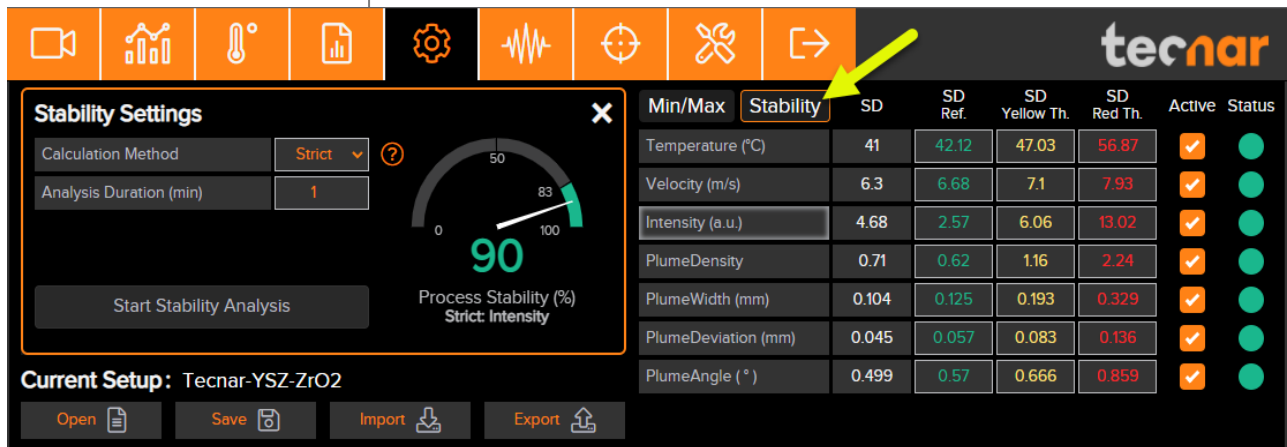 tecnar
Stability Settings
Calculation Method Strict ?
Analysis Duration (min) 1
Start Stability Analysis
0 50 83 100
90
Process Stability (%)
Strict: Intensity
Current Setup: Tecnar-YSZ-ZrO2
Open Save Import Export
Min/Max Stability SD SD Ref. SD Yellow Th. SD Red Th. Active Status
Temperature (°C) 41 42.12 47.03 56.87
Velocity (m/s) 6.3 6.68 7.1 7.93
Intensity (a.u.) 4.68 2.57 6.06 13.02
PlumeDensity 0.71 0.62 1.16 2.24
PlumeWidth (mm) 0.104 0.125 0.193 0.329
PlumeDeviation (mm) 0.045 0.057 0.083 0.136
PlumeAngle (°) 0.499 0.57 0.666 0.859